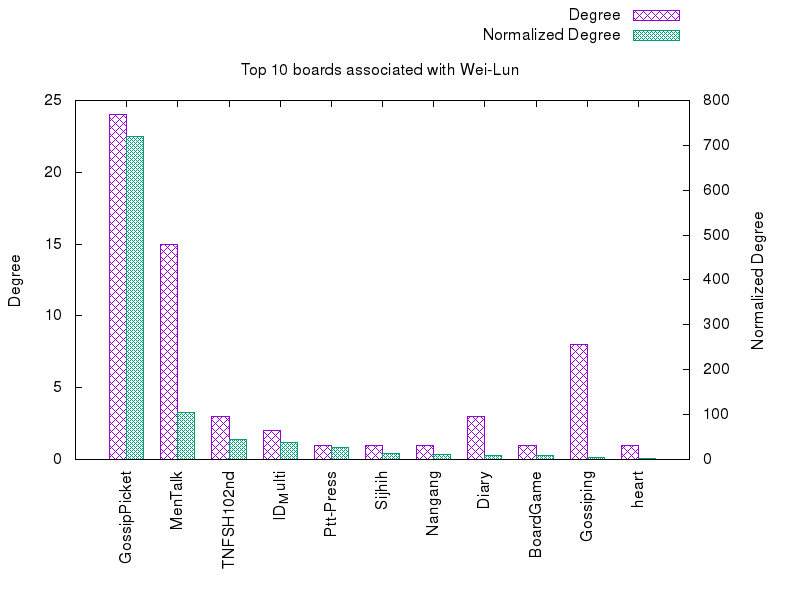 Degree
Normalized Degree
Top 10 boards associated with Wei-Lun
25
20
15
10
5
0
800
700
600
500
400
300
200
100
0
Degree
Normalized Degree
GossipPicket
MenTalk
TNFSH102nd
IDMulti
Ptt-Press
Sijhih
Nangang
Diary
BoardGame
Gossiping
heart